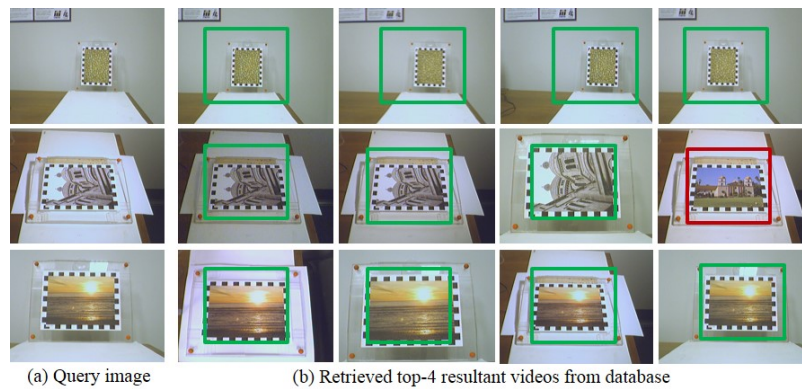 (a) Query image
(b) Retrieved top-4 resultant videos from database